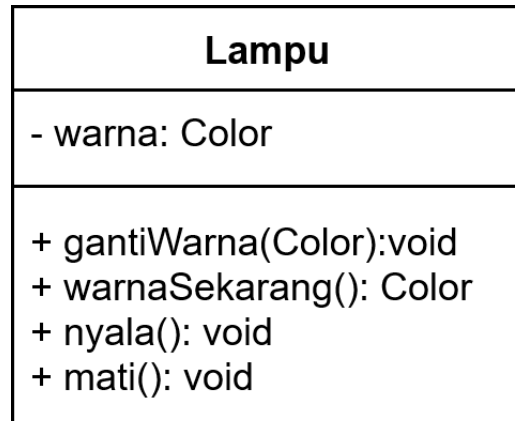 Lampu
- warna: Color
+ gantiWarna(Color):void
+ warnaSekarang(): Color
+ nyala(): void
+ mati(): void